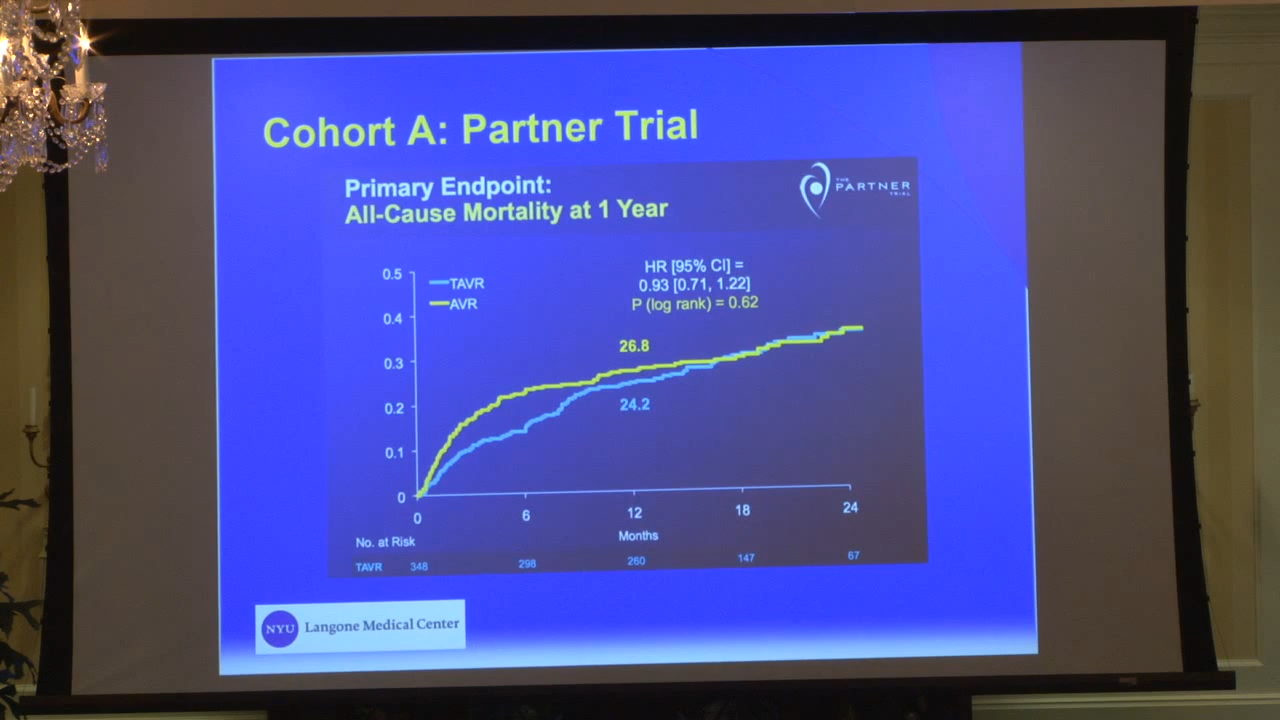 Cohort A: Partner Trial
Primary Endpoint:
All-Cause Mortality at 1 Year
THE
PARTNER
TRIAL
HR [95% CI] =
0.93 [0.71, 1.22]
P (log rank) = 0.62
TAVR
AVR
0.5
0.4
0.3
0.2
0.1
0
26.8
24.2
0 6 12 18 24
Months
No. at Risk
TAVR 348 298 260 147 67
NYU Langone Medical Center